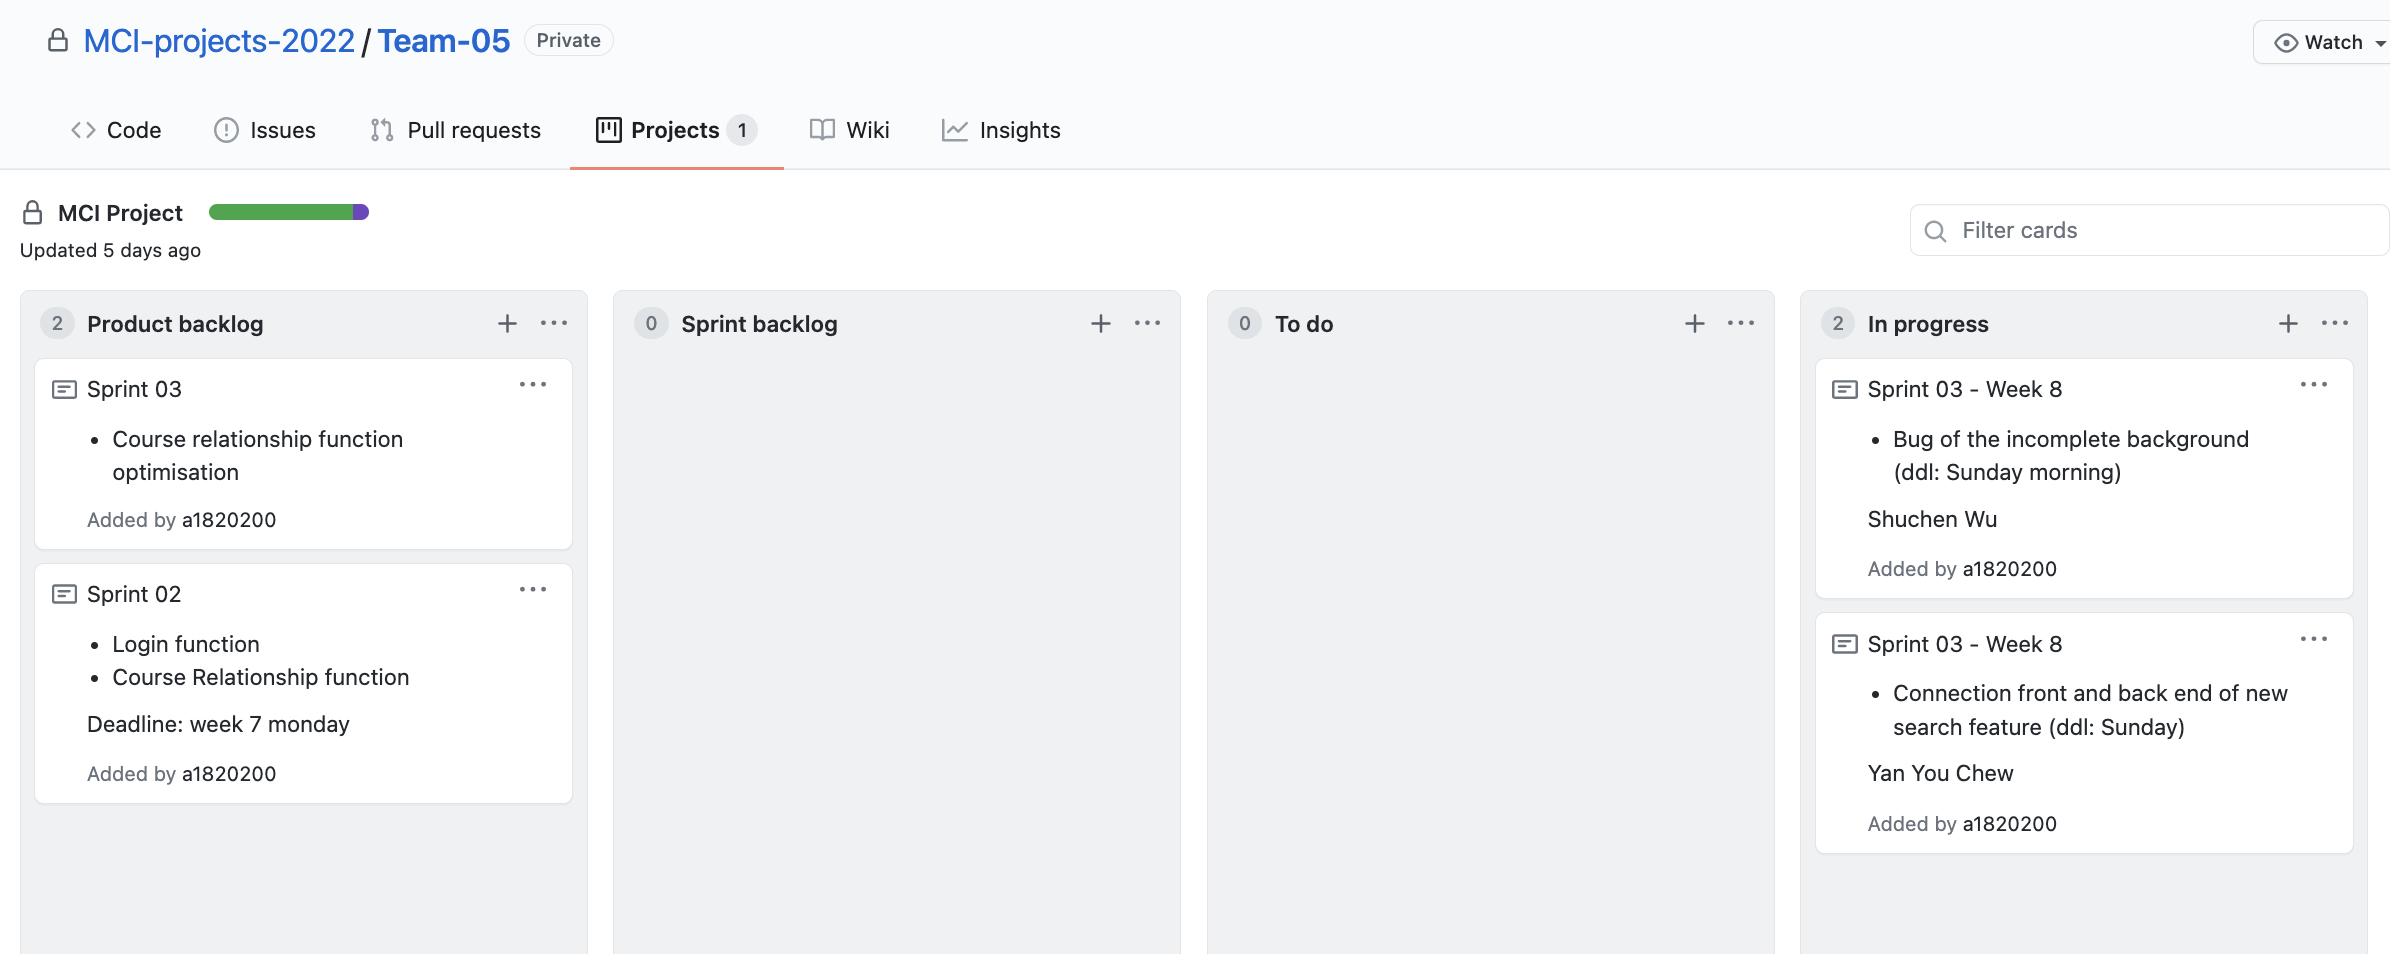 MCI-projects-2022 / Team-05 Private
Watch
Code Issues Pull requests Projects 1 Wiki Insights
MCI Project
Updated 5 days ago
Filter cards
2 Product backlog
Sprint 03
• Course relationship function
optimisation
Added by a1820200
Sprint 02
• Login function
• Course Relationship function
Deadline: week 7 monday
Added by a1820200
0 Sprint backlog
0 To do
2 In progress
Sprint 03 - Week 8
• Bug of the incomplete background
(ddl: Sunday morning)
Shuchen Wu
Added by a1820200
Sprint 03 - Week 8
• Connection front and back end of new
search feature (ddl: Sunday)
Yan You Chew
Added by a1820200